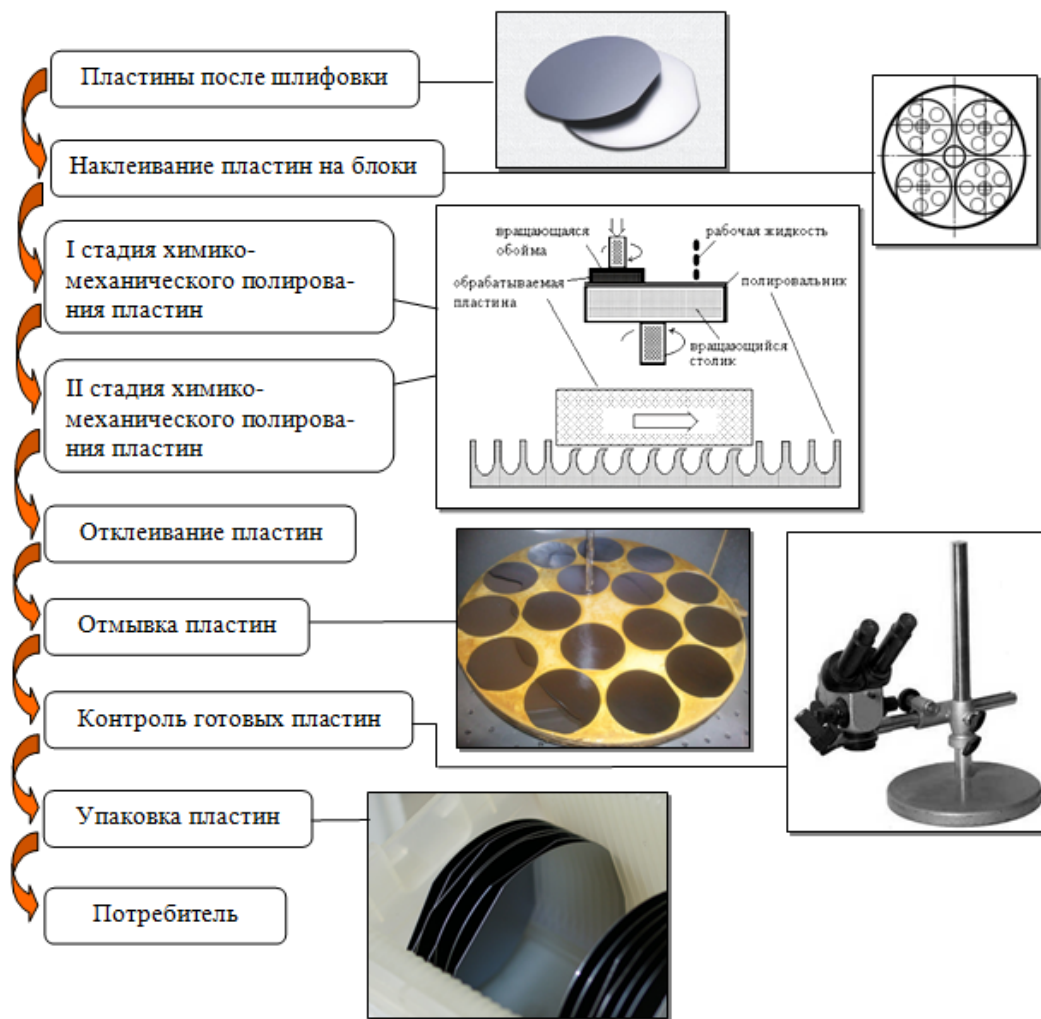 Пластины после шлифовки
Наклеивание пластин на блоки
I стадия химико-
механического полирова-
ния пластин
вращающаяся
обойма
рабочая жидкость
обрабатываемая
пластина
полировальник
вращающийся
столик
II стадия химико-
механического полирова-
ния пластин
Отклеивание пластин
Отмывка пластин
Контроль готовых пластин
Упаковка пластин
Потребитель